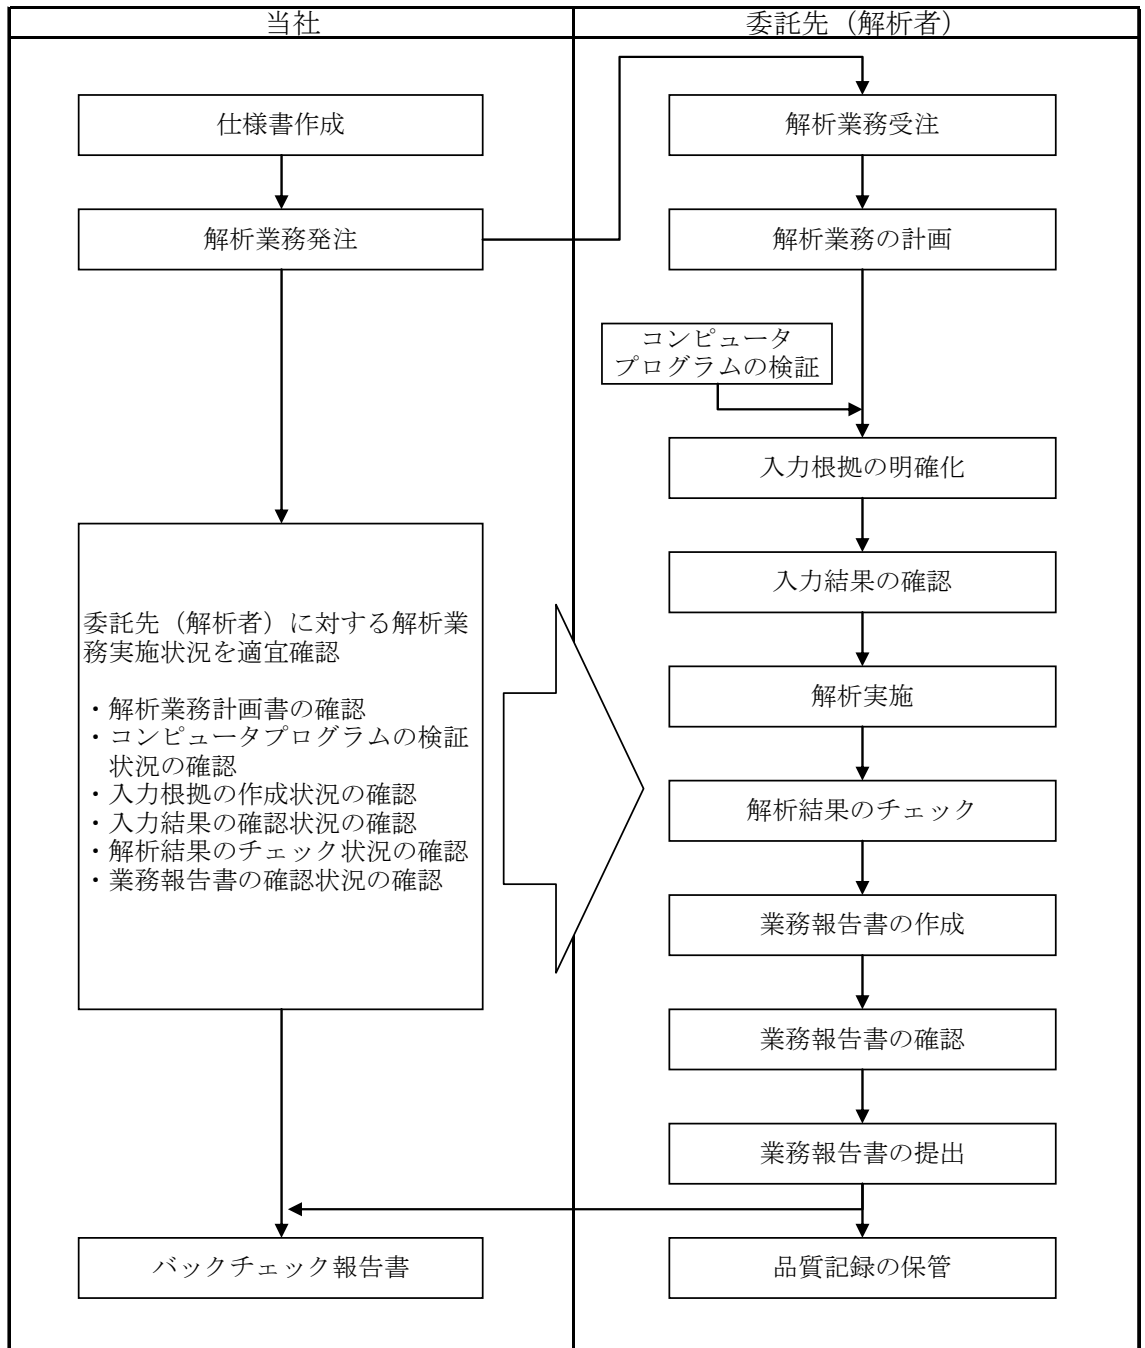 当社
委託先（解析者）
仕様書作成
解析業務発注
委託先（解析者）に対する解析業
務実施状況を適宜確認
・解析業務計画書の確認
・コンピュータプログラムの検証
状況の確認
・入力根拠の作成状況の確認
・入力結果の確認状況の確認
・解析結果のチェック状況の確認
・業務報告書の確認状況の確認
バックチェック報告書
解析業務受注
解析業務の計画
コンピュータ
プログラムの検証
入力根拠の明確化
入力結果の確認
解析実施
解析結果のチェック
業務報告書の作成
業務報告書の確認
業務報告書の提出
品質記録の保管